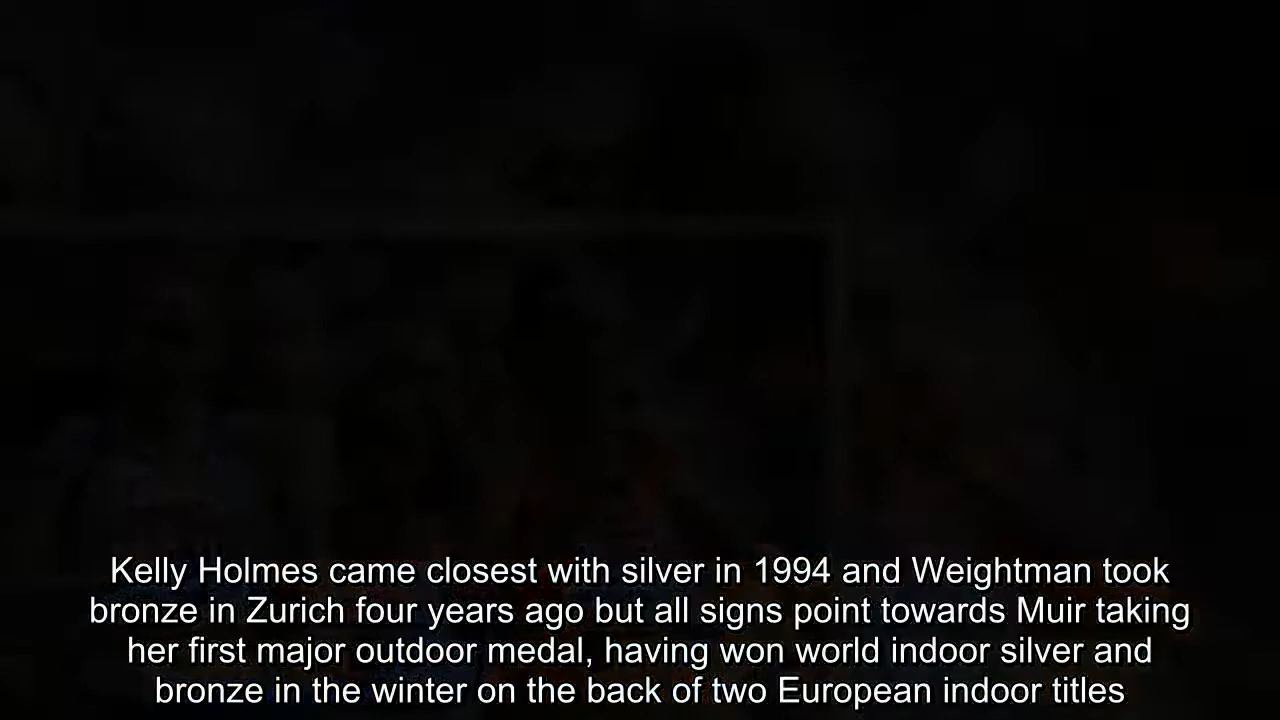 Kelly Holmes came closest with silver in 1994 and Weightman took
bronze in Zurich four years ago but all signs point towards Muir taking
her first major outdoor medal, having won world indoor silver and
bronze in the winter on the back of two European indoor titles